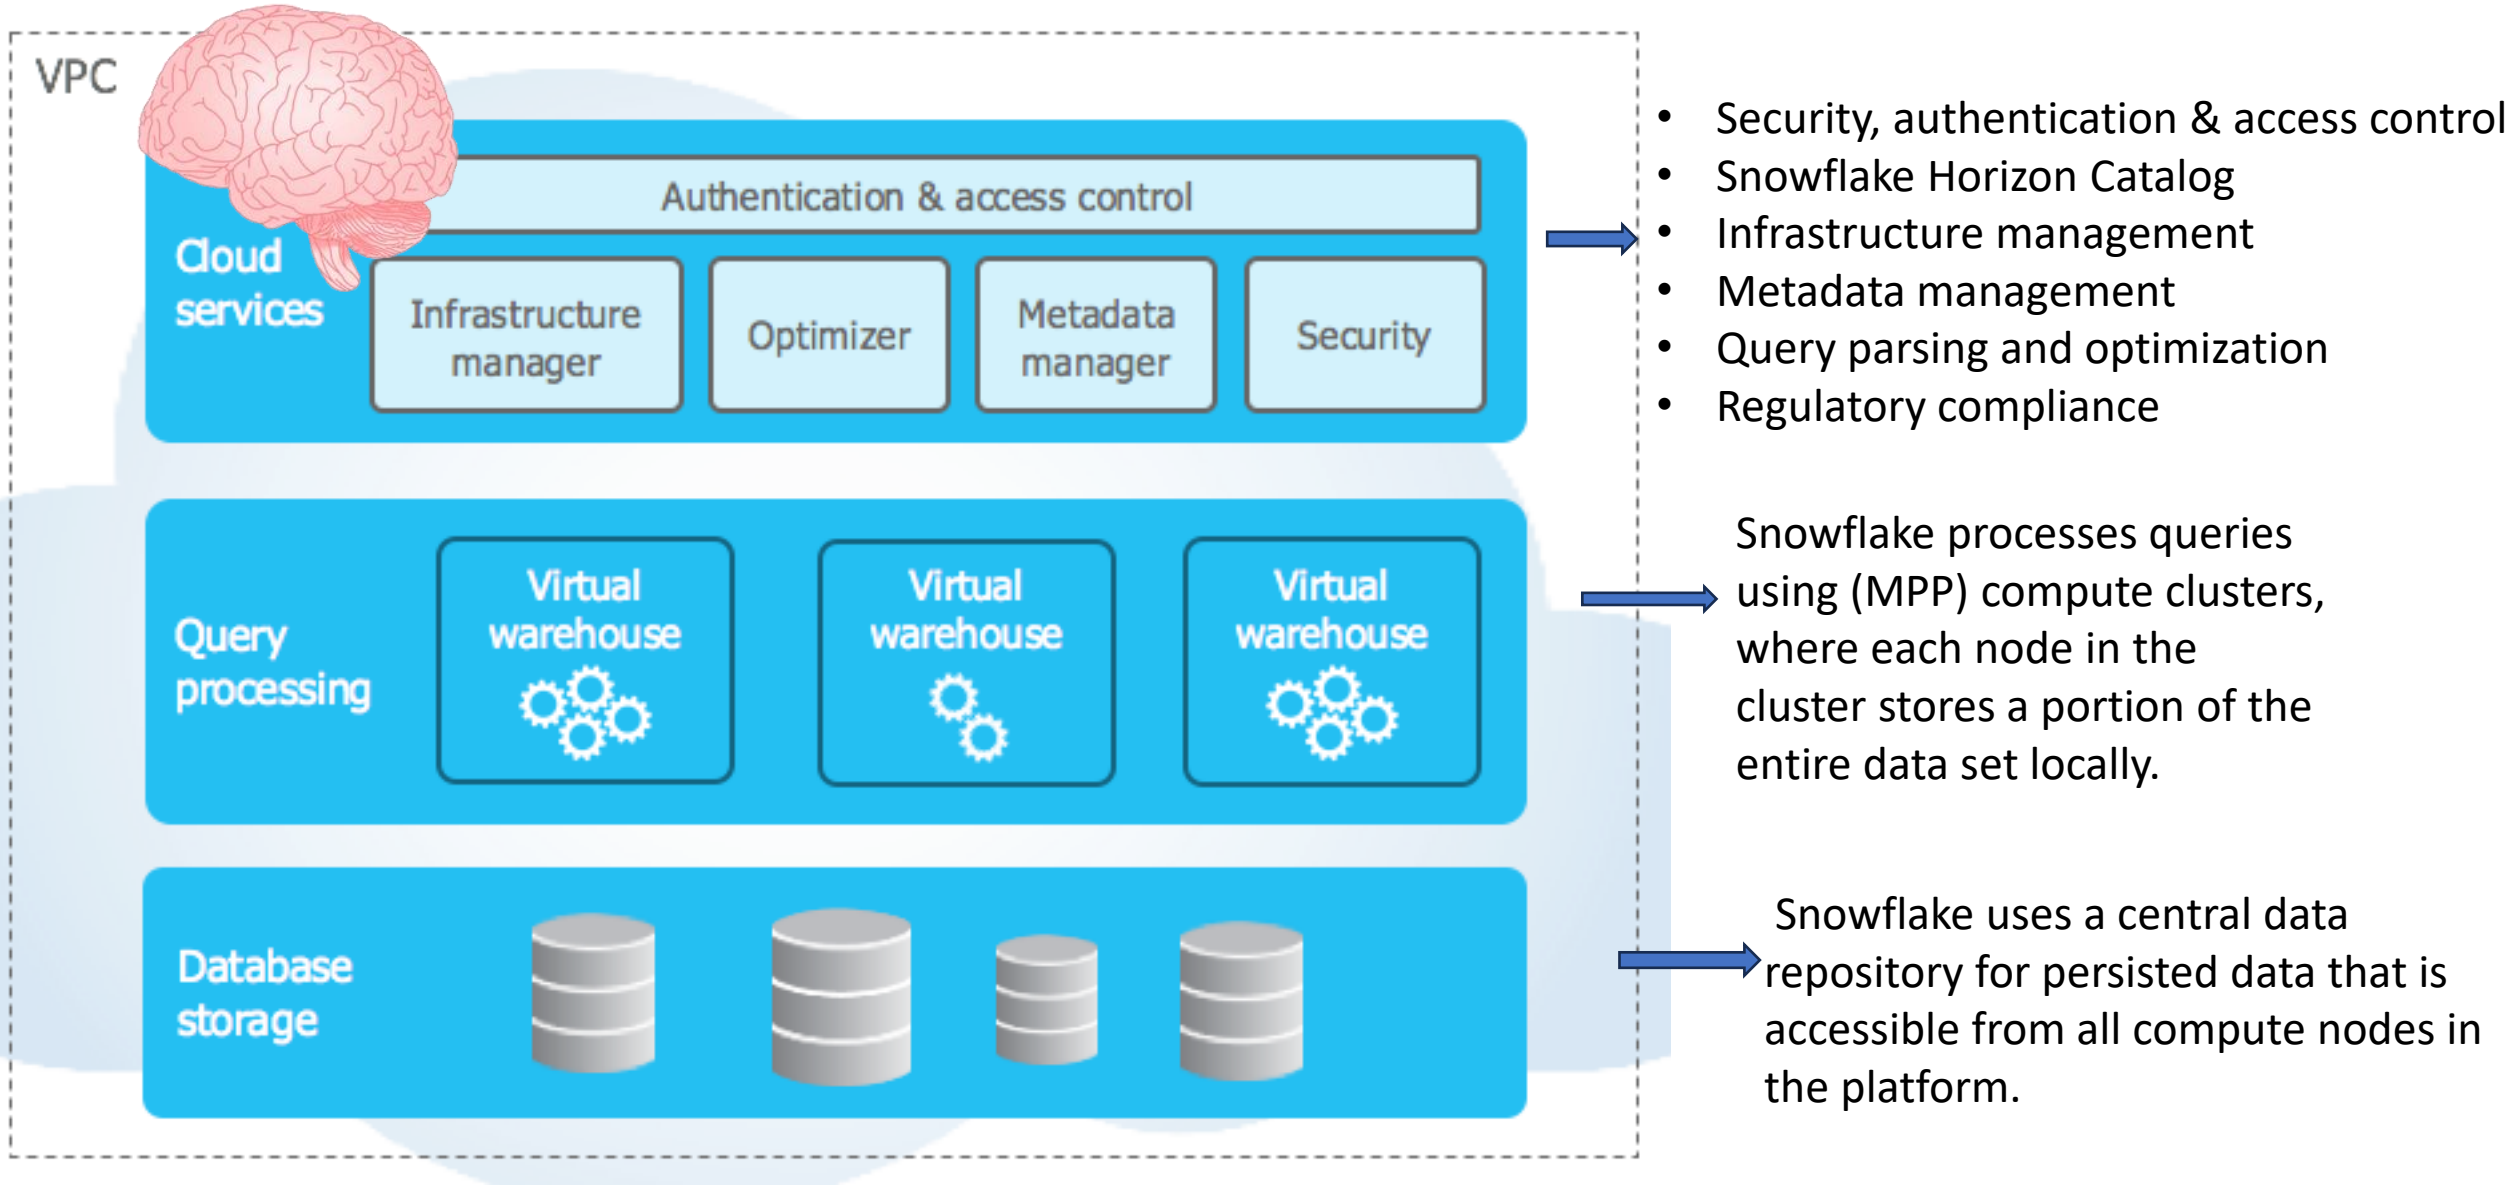 VPC
Cloud
services
Authentication & access control
Infrastructure
manager
Optimizer
Metadata
manager
Security
• Security, authentication & access control
• Snowflake Horizon Catalog
• Infrastructure management
• Metadata management
• Query parsing and optimization
• Regulatory compliance
Query
processing
Virtual
warehouse
Virtual
warehouse
Virtual
warehouse
Snowflake processes queries
using (MPP) compute clusters,
where each node in the
cluster stores a portion of the
entire data set locally.
Database
storage
Snowflake uses a central data
repository for persisted data that is
accessible from all compute nodes in
the platform.